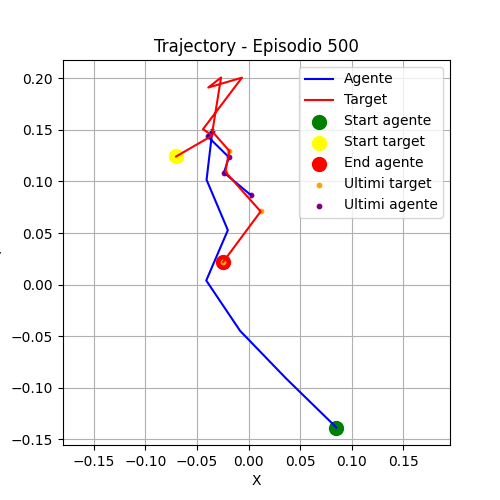 Trajectory - Episodio 500
Agente
Target
Start agente
Start target
End agente
Ultimi target
Ultimi agente
0.20
0.15
0.10
0.05
0.00
−0.05
−0.10
−0.15
−0.15 −0.10 −0.05 0.00 0.05 0.10 0.15
X